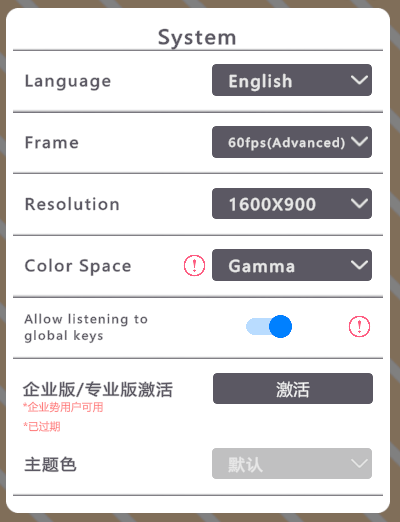 System
Language
English
Frame
60fps(Advanced)
Resolution
1600X900
Color Space
!
Gamma
Allow listening to
global keys
!
企业版/专业版激活
激活
*企业势用户可用
*已过期
主题色
默认